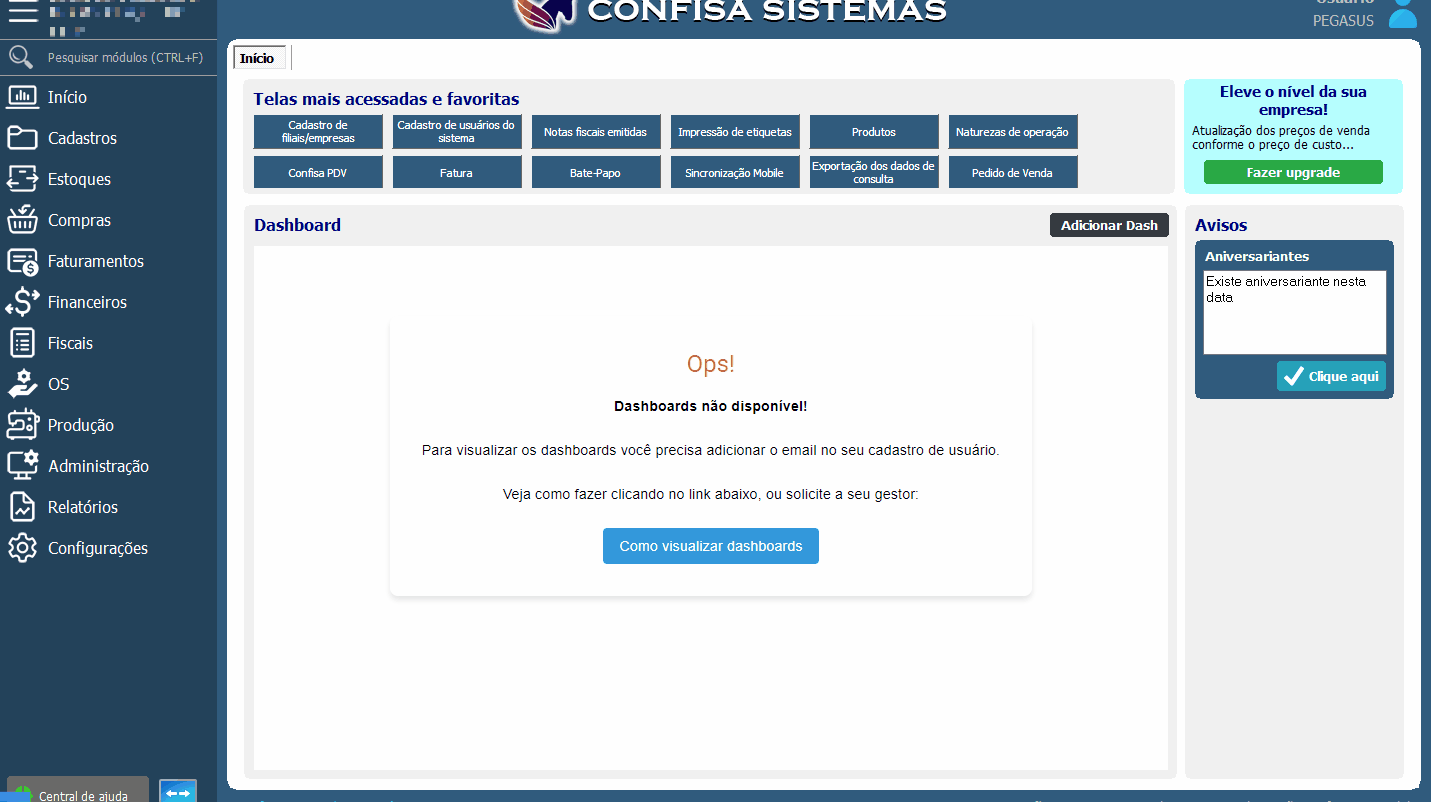 CONFISA SISTEMAS
Usuário
PEGASUS
Pesquisar módulos (CTRL+F)
Início
Cadastros
Estoques
Compras
Faturamentos
Financeiros
Fiscais
OS
Produção
Administração
Relatórios
Configurações
Central de ajuda
Início
Telas mais acessadas e favoritas
Cadastro de
filiais/empresas
Cadastro de usuários do
sistema
Notas fiscais emitidas
Impressão de etiquetas
Produtos
Naturezas de operação
Confisa PDV
Fatura
Bate-Papo
Sincronização Mobile
Exportação dos dados de
consulta
Pedido de Venda
Eleve o nível da sua
empresa!
Atualização dos preços de venda
conforme o preço de custo...
Fazer upgrade
Dashboard
Adicionar Dash
Ops!
Dashboards não disponível!
Para visualizar os dashboards você precisa adicionar o email no seu cadastro de usuário.
Veja como fazer clicando no link abaixo, ou solicite a seu gestor:
Como visualizar dashboards
Avisos
Aniversariantes
Existe aniversariante nesta
data
Clique aqui